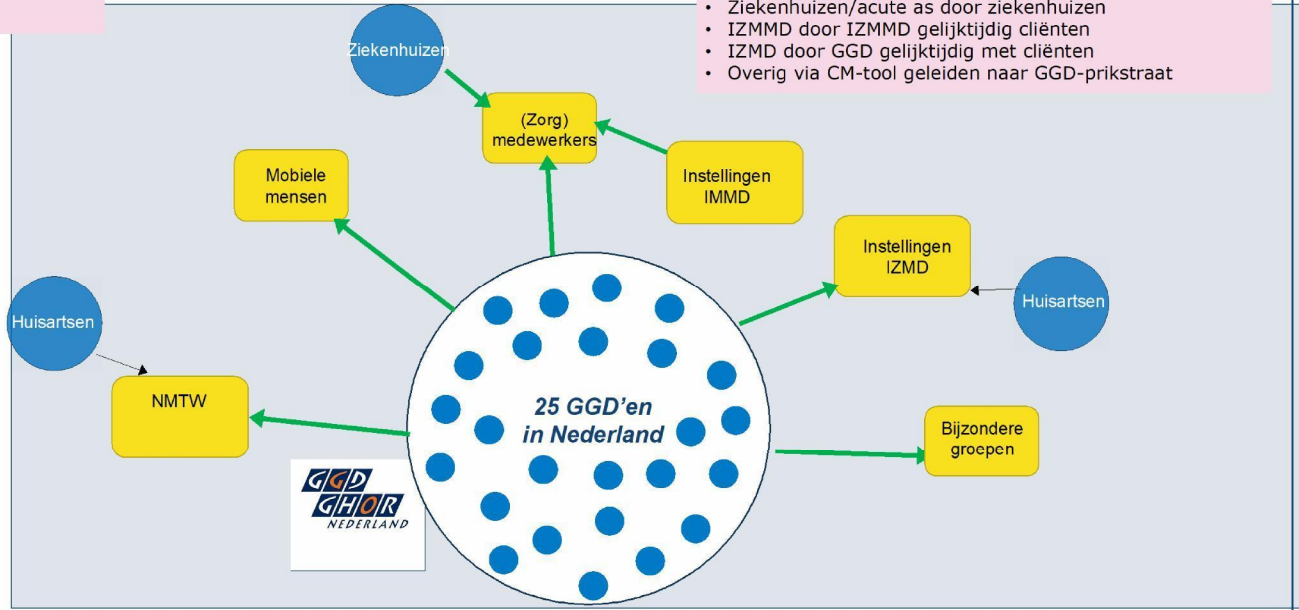 • Ziekenhuizen/acute as door ziekenhuizen
• IZMMD door IZMMD gelijktijdig cliënten
• IZMD door GGD gelijktijdig met cliënten
• Overig via CM-tool geleiden naar GGD-prikstraat
Ziekenhuizen
(Zorg)
medewerkers
Instellingen
IMMD
Mobiele
mensen
Instellingen
IZMD
Huisartsen
Huisartsen
NMTW
25 GGD'en
in Nederland
Bijzondere
groepen
GGD
GHOR
NEDERLAND